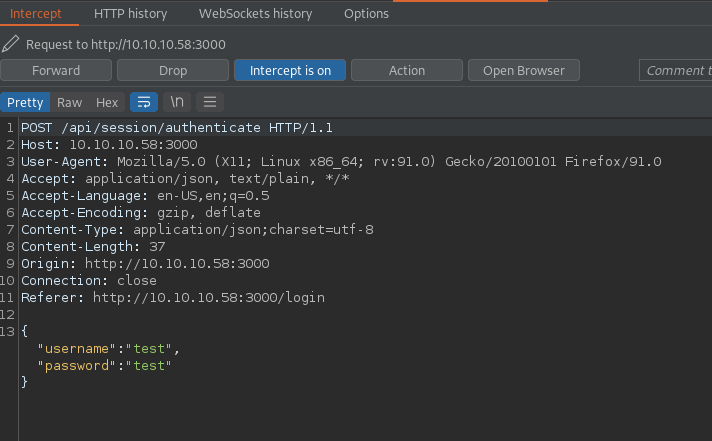 Intercept HTTP history WebSockets history Options
Request to http://10.10.10.58:3000
Forward Drop Intercept is on Action Open Browser Comment t
Pretty Raw Hex \n
1 POST /api/session/authenticate HTTP/1.1
2 Host: 10.10.10.58:3000
3 User-Agent: Mozilla/5.0 (X11; Linux x86_64; rv:91.0) Gecko/20100101 Firefox/91.0
4 Accept: application/json, text/plain, */*
5 Accept-Language: en-US,en;q=0.5
6 Accept-Encoding: gzip, deflate
7 Content-Type: application/json;charset=utf-8
8 Content-Length: 37
9 Origin: http://10.10.10.58:3000
10 Connection: close
11 Referer: http://10.10.10.58:3000/login
12
13 {
"username":"test",
"password":"test"
}